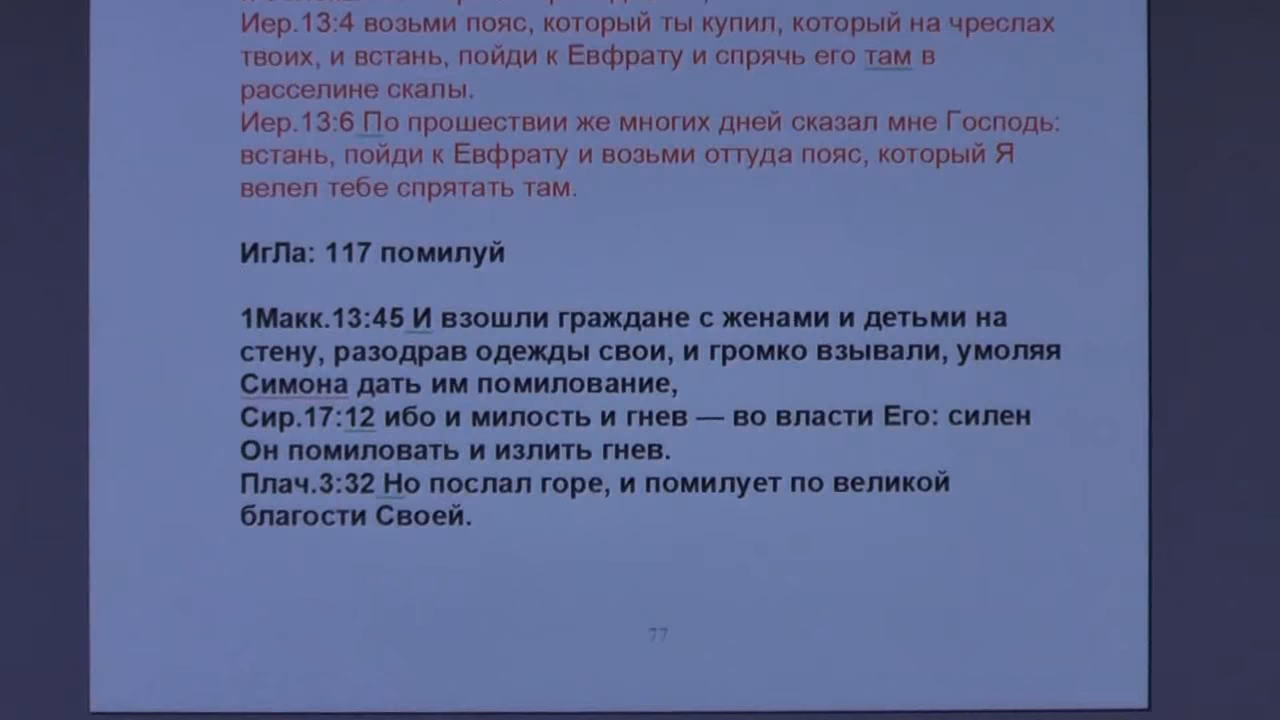 Иер.13:4 возьми пояс, который ты купил, который на чреслах
твоих, и встань, пойди к Евфрату и спрячь его там в
расселине скалы.
Иер.13:6 По прошествии же многих дней сказал мне Господь:
встань, пойди к Евфрату и возьми оттуда пояс, который Я
велел тебе спрятать там.
ИгЛа: 117 помилуй
1Макк.13:45 И взошли граждане с женами и детьми на
стену, разодрав одежды свои, и громко взывали, умоляя
Симона дать им помилование,
Сир.17:12 ибо и милость и гнев — во власти Его: силен
Он помиловать и излить гнев.
Плач.3:32 Но послал горе, и помилует по великой
благости Своей.
77